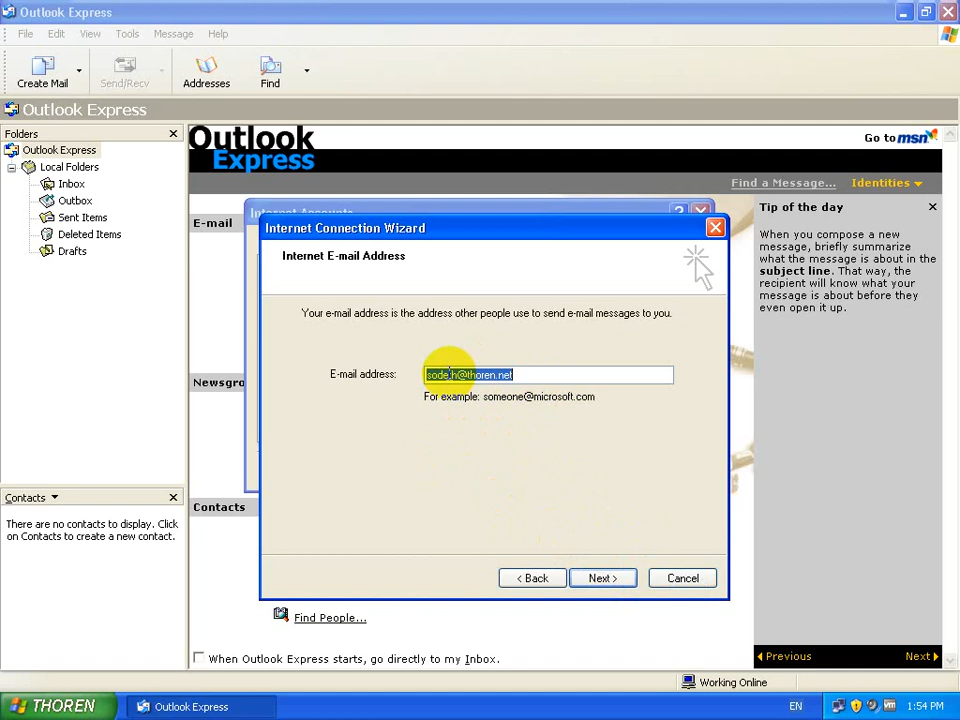 Outlook Express
File Edit View Tools Message Help
Create Mail Send/Recv Addresses Find
Outlook Express
Folders
Outlook Express
Local Folders
Inbox
Outbox
Sent Items
Deleted Items
Drafts
Contacts
There are no contacts to display. Click
on Contacts to create a new contact.
Outlook
Express
Go to msn
Find a Message... Identities
E-mail
Newsgro
Contacts
Find People...
When Outlook Express starts, go directly to my Inbox.
Internet Accounts
Internet Connection Wizard
Internet E-mail Address
Your e-mail address is the address other people use to send e-mail messages to you.
E-mail address:
@thoren.net
For example: someone@microsoft.com
< Back Next > Cancel
Tip of the day
When you compose a new
message, briefly summarize
what the message is about in the
subject line. That way, the
recipient will know what your
message is about before they
even open it up.
Previous Next
Working Online
THOREN Outlook Express EN 1:54 PM